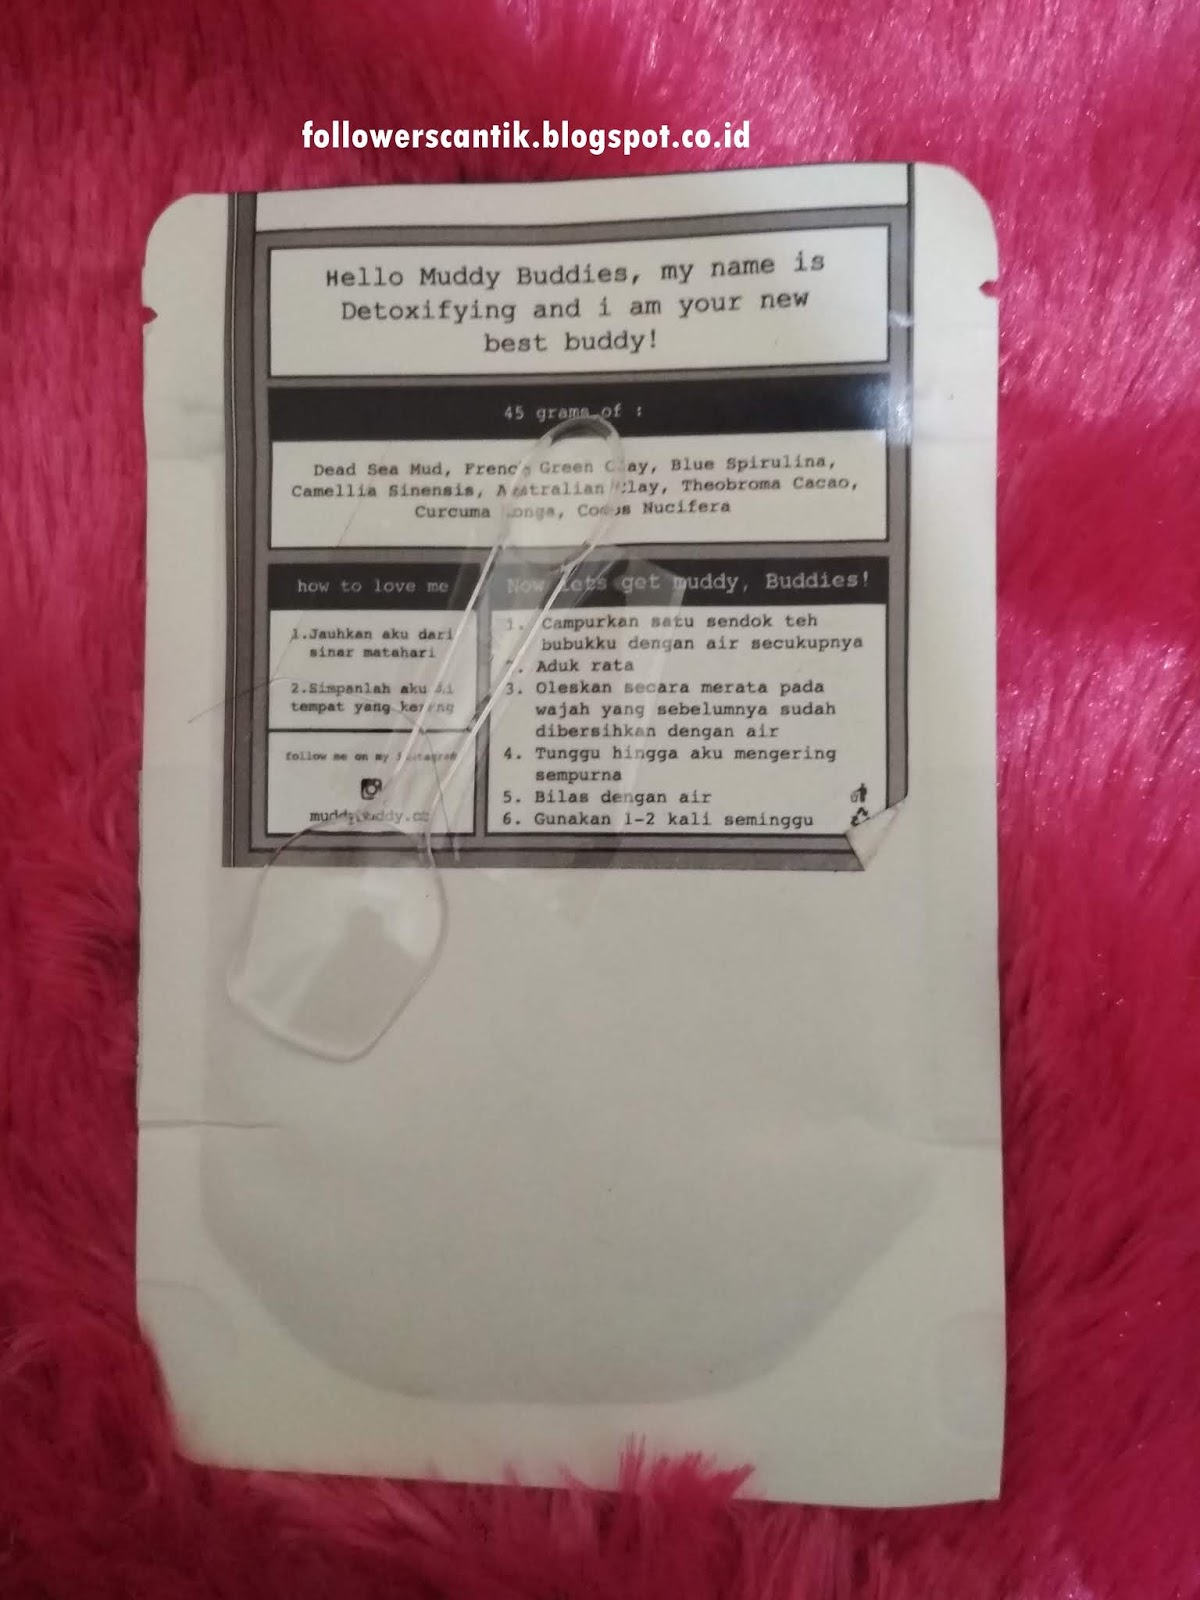 followerscantik.blogspot.co.id
Hello Muddy Buddies, my name is
Detoxifying and i am your new
best buddy!
45 grams of :
Dead Sea Mud, French Green Clay, Blue Spirulina,
Camellia Sinensis, Australian Clay, Theobroma Cacao,
Curcuma Longa, Cocos Nucifera
how to love me
1.Jauhkan aku dari
sinar matahari
2.Simpanlah aku di
tempat yang kering
follow me on my instagram
Now lets get muddy, Buddies!
1. Campurkan satu sendok teh
bubukku dengan air secukupnya
2. Aduk rata
3. Oleskan secara merata pada
wajah yang sebelumnya sudah
dibersihkan dengan air
4. Tunggu hingga aku mengering
sempurna
5. Bilas dengan air
6. Gunakan 1-2 kali seminggu